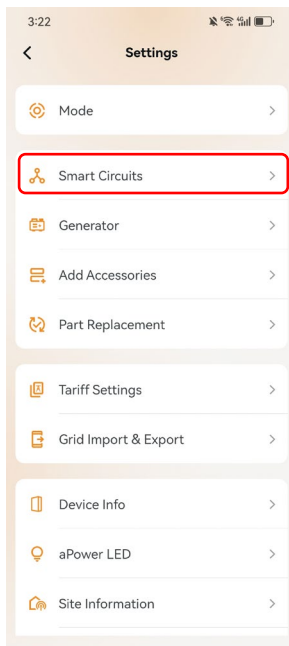 3:22
Settings
Mode
Smart Circuits
Generator
Add Accessories
Part Replacement
Tariff Settings
Grid Import & Export
Device Info
aPower LED
Site Information